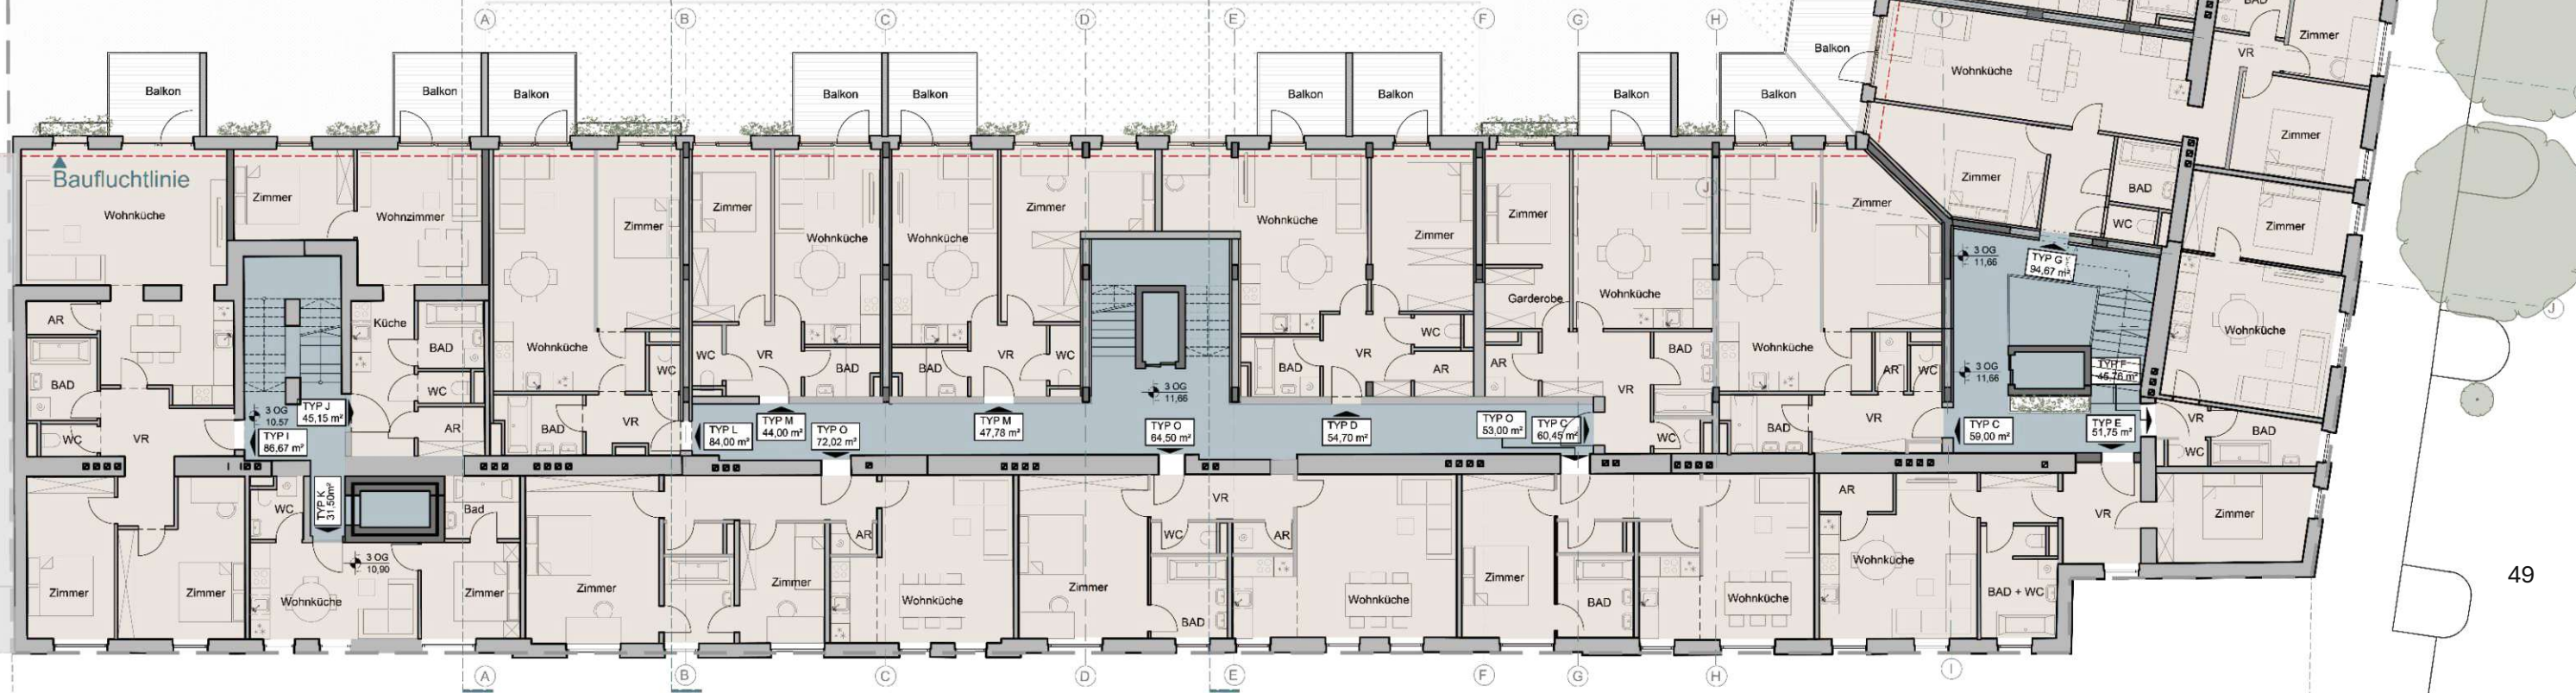 A
B
C
D
E
F
G
H
I
BAD
Zimmer
VR
Balkon
Wohnküche
Balkon
Balkon
Balkon
Balkon
Balkon
Balkon
Balkon
Balkon
Balkon
Zimmer
Baufluchtlinie
Wohnküche
Zimmer
Wohnzimmer
Zimmer
Zimmer
Wohnküche
Wohnküche
Zimmer
Wohnküche
Zimmer
Zimmer
J
Zimmer
Zimmer
BAD
WC
Zimmer
Garderobe
Wohnküche
Wohnküche
3 OG
11,66
TYP G
94,67 m²
Wohnküche
J
AR
Küche
BAD
WC
AR
Wohnküche
WC
WC
VR
BAD
BAD
VR
WC
BAD
VR
WC
AR
AR
BAD
VR
Wohnküche
AR
WC
3 OG
11,66
TYP F
45,76 m²
BAD
WC
VR
3 OG
10,57
TYP J
45,15 m²
TYP I
86,67 m²
BAD
VR
TYP L
84,00 m²
TYP M
44,00 m²
TYP O
72,02 m²
TYP M
47,78 m²
3 OG
11,66
TYP O
64,50 m²
TYP D
54,70 m²
TYP O
53,00 m²
TYP C
60,45 m²
WC
BAD
VR
TYP C
59,00 m²
TYP E
51,75 m²
VR
WC
BAD
WC
TYP K
31,50m²
Bad
AR
VR
WC
AR
AR
VR
Zimmer
Zimmer
Zimmer
3 OG
10,90
Wohnküche
Zimmer
Zimmer
Zimmer
Wohnküche
Zimmer
BAD
Wohnküche
Zimmer
BAD
Wohnküche
Wohnküche
BAD + WC
49
A
B
C
D
E
F
G
H
I